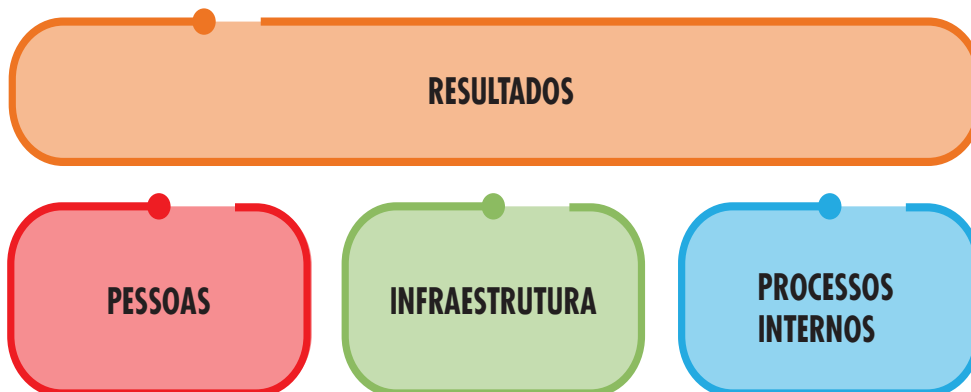 RESULTADOS
PESSOAS
INFRAESTRUTURA
PROCESSOS
INTERNOS